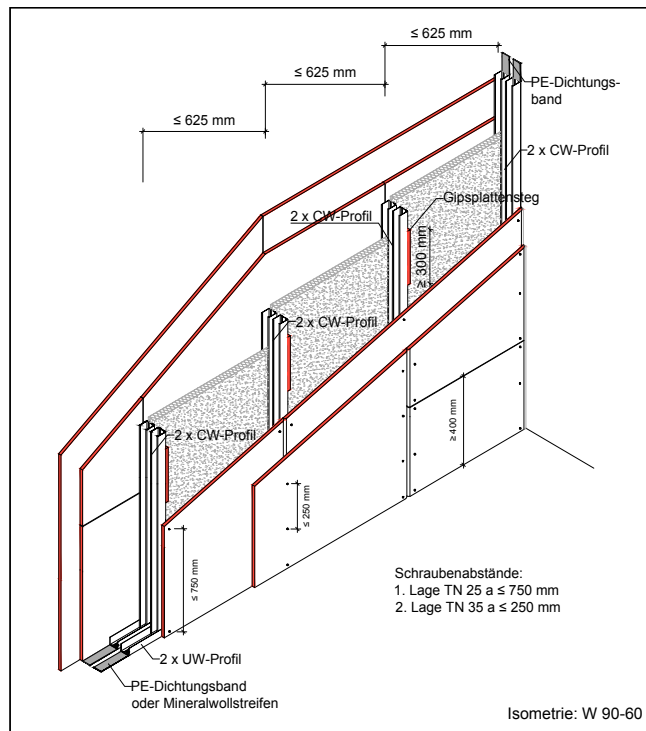 ≤ 625 mm
≤ 625 mm
≤ 625 mm
PE-Dichtungs-
band
2 x CW-Profil
Gipsplattensteg
2 x CW-Profil
≥ 300 mm
2 x CW-Profil
2 x CW-Profil
≥ 400 mm
≤ 250 mm
≤ 750 mm
Schraubenabstände:
1. Lage TN 25 a ≤ 750 mm
2. Lage TN 35 a ≤ 250 mm
2 x UW-Profil
PE-Dichtungsband
oder Mineralwollstreifen
Isometrie: W 90-60